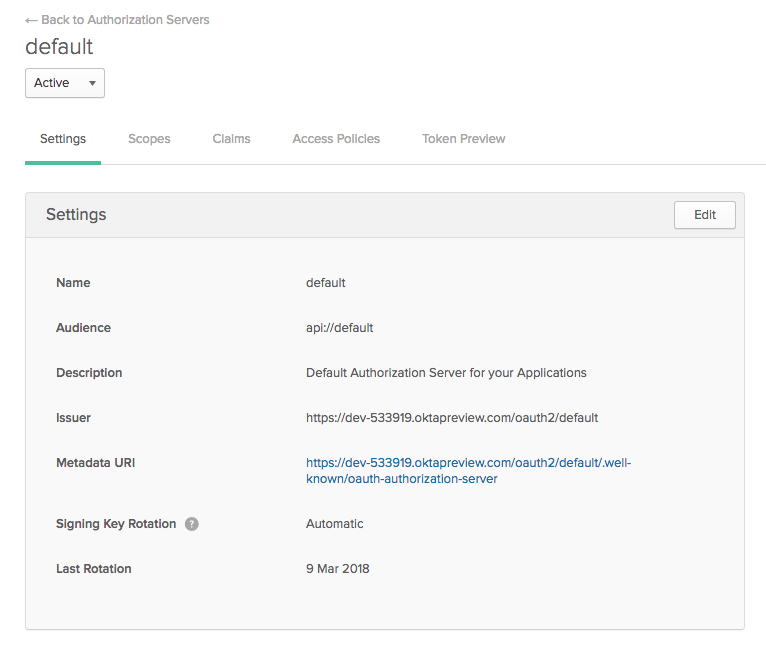 ← Back to Authorization Servers
default
Active
Settings Scopes Claims Access Policies Token Preview
Settings Edit
Name default
Audience api://default
Description Default Authorization Server for your Applications
Issuer https://dev-533919.oktapreview.com/oauth2/default
Metadata URI https://dev-533919.oktapreview.com/oauth2/default/.well-
known/oauth-authorization-server
Signing Key Rotation ? Automatic
Last Rotation 9 Mar 2018